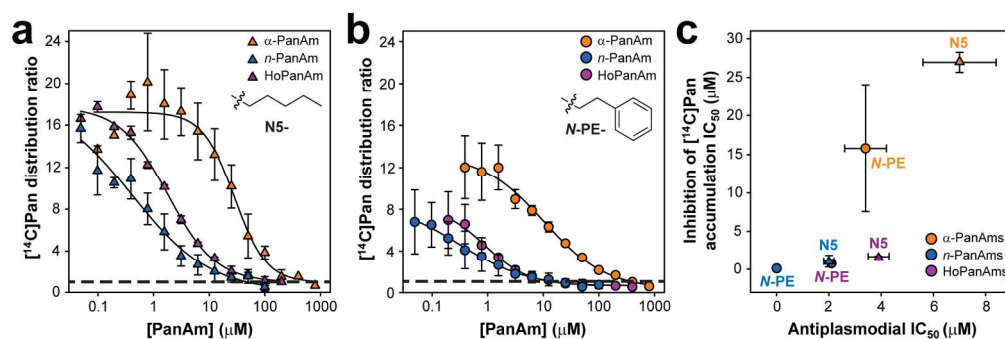 a
[¹⁴C]Pan distribution ratio
24
20
16
12
8
4
0
0.1
1
10
100
1000
[PanAm] (μM)
α-PanAm
n-PanAm
HoPanAm
N5-
b
[¹⁴C]Pan distribution ratio
24
20
16
12
8
4
0
0.1
1
10
100
1000
[PanAm] (μM)
α-PanAm
n-PanAm
HoPanAm
N-PE-
c
Inhibition of [¹⁴C]Pan
accumulation IC₅₀ (μM)
30
25
20
15
10
5
0
0
2
4
6
8
Antiplasmodial IC₅₀ (μM)
N5
N-PE
N5
N5
N-PE
N-PE
α-PanAms
n-PanAms
HoPanAms